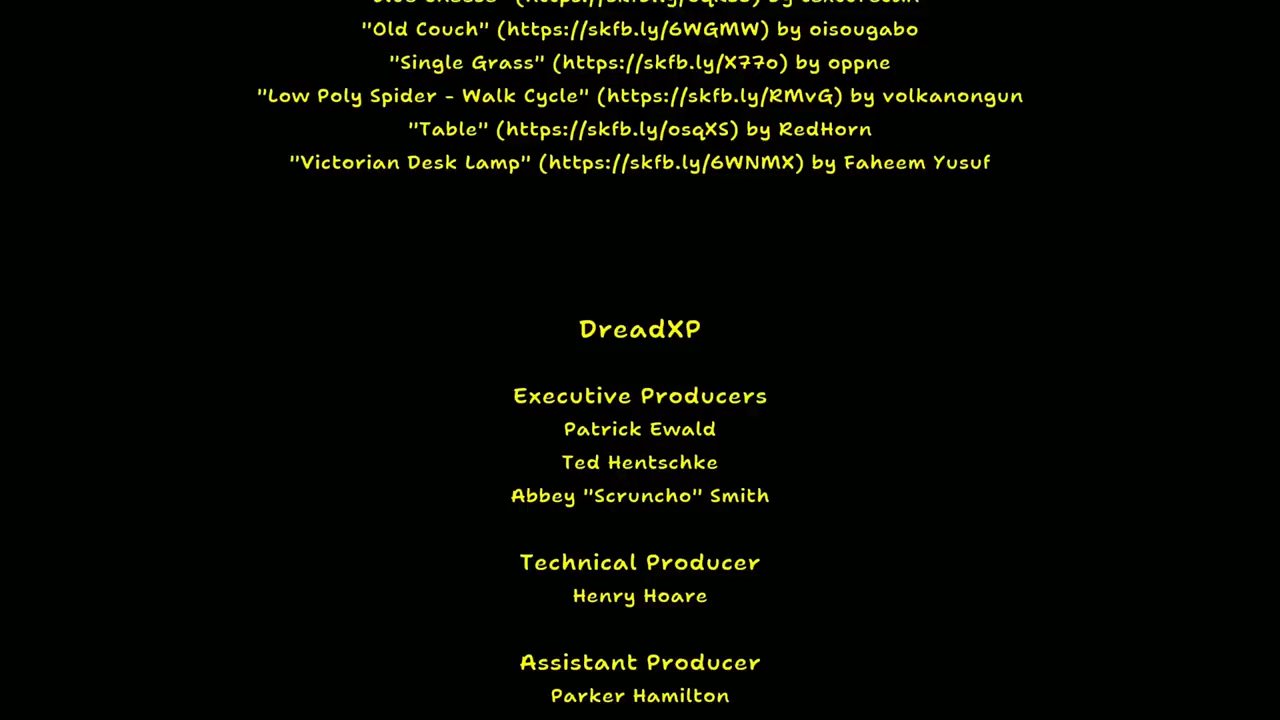 "Old Couch" (https://skfb.ly/6WGMW) by oisougabo
"Single Grass" (https://skfb.ly/X77o) by oppne
"Low Poly Spider - Walk Cycle" (https://skfb.ly/RMvG) by volkanongun
"Table" (https://skfb.ly/osqXS) by RedHorn
"Victorian Desk Lamp" (https://skfb.ly/6WNMX) by Faheem Yusuf
DreadXP
Executive Producers
Patrick Ewald
Ted Hentschke
Abbey "Scruncho" Smith
Technical Producer
Henry Hoare
Assistant Producer
Parker Hamilton